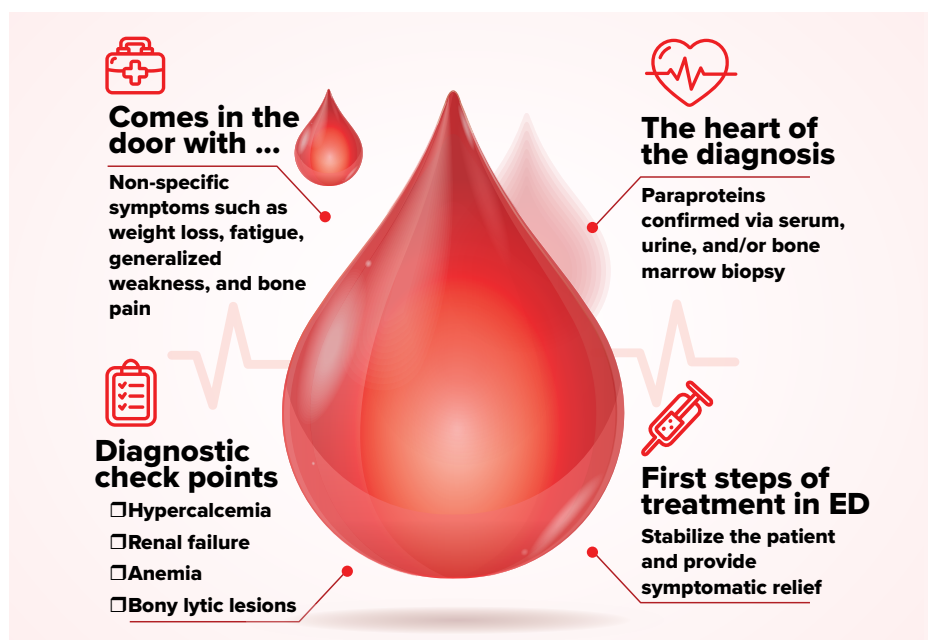 Comes in the
door with ...
Non-specific
symptoms such as
weight loss, fatigue,
generalized
weakness, and bone
pain
The heart of
the diagnosis
Paraproteins
confirmed via serum,
urine, and/or bone
marrow biopsy
Diagnostic
check points
❒Hypercalcemia
❒Renal failure
❒Anemia
❒Bony lytic lesions
First steps of
treatment in ED
Stabilize the patient
and provide
symptomatic relief